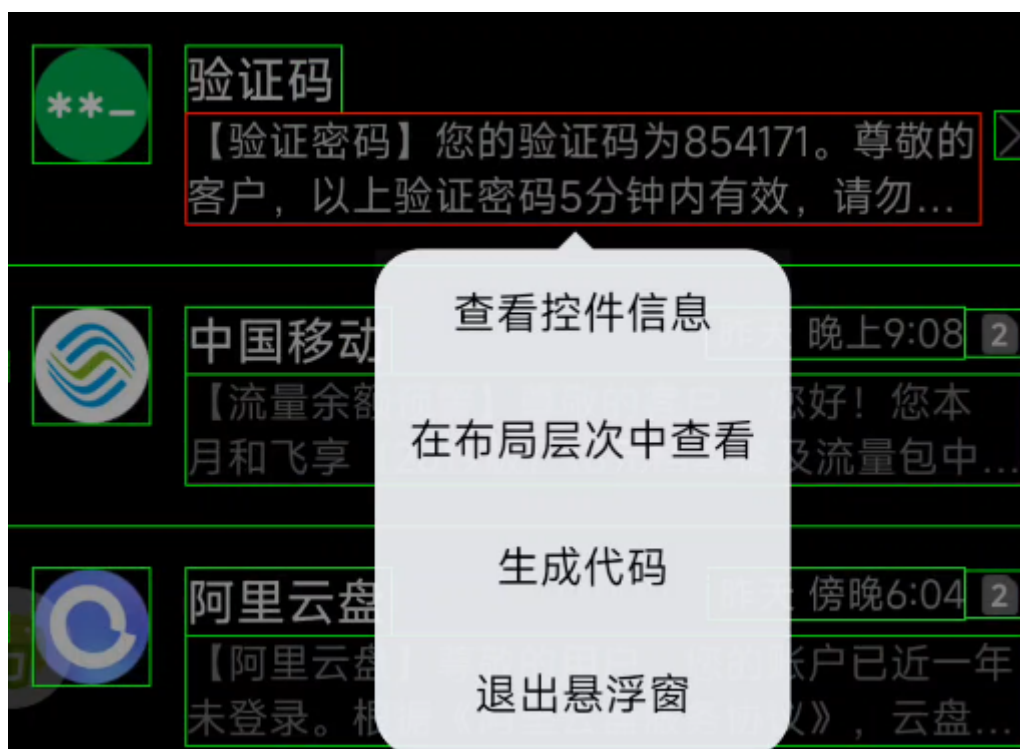 **_
验证码
【验证密码】您的验证码为854171。尊敬的
客户，以上验证密码5分钟内有效，请勿...
查看控件信息
中国移动
昨天 晚上9:08 2
【流量余额 您好！您本
在布局层次中查看
月和飞享 及流量包中...
生成代码
阿里云盘
昨天 傍晚6:04 2
【阿里云盘】 账户已近一年
退出悬浮窗
未登录。根 》，云盘...